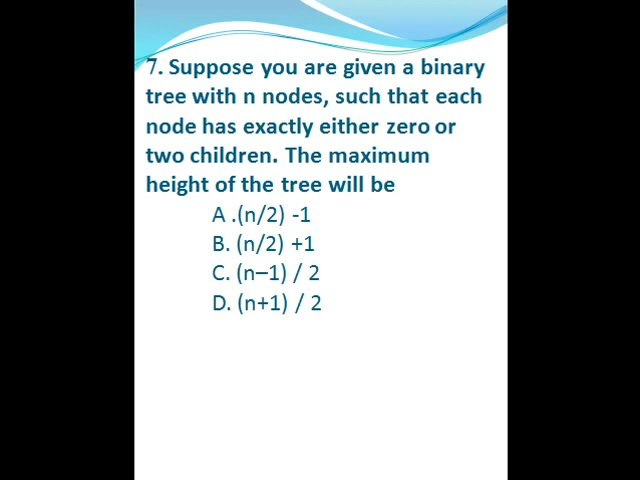 7. Suppose you are given a binary
tree with n nodes, such that each
node has exactly either zero or
two children. The maximum
height of the tree will be
A .(n/2) -1
B. (n/2) +1
C. (n–1) / 2
D. (n+1) / 2